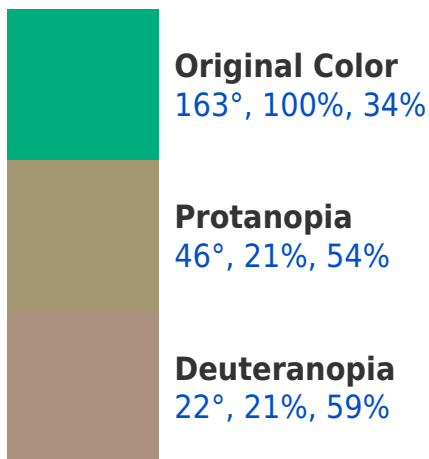 Original Color
163°, 100%, 34%
Protanopia
46°, 21%, 54%
Deuteranopia
22°, 21%, 59%